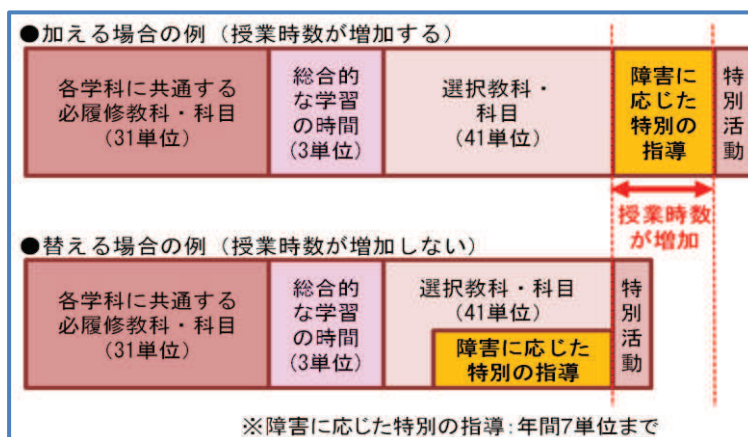 ●加える場合の例（授業時数が増加する）
各学科に共通する
必履修教科・科目
(31単位)
総合的
な学習
の時間
(3単位)
選択教科・
科目
(41単位)
障害に
応じた
特別の
指導
特別活動
授業時数
が増加
●替える場合の例（授業時数が増加しない）
各学科に共通する
必履修教科・科目
(31単位)
総合的
な学習
の時間
(3単位)
選択教科・科目
(41単位)
障害に応じた
特別の指導
特別活動
※障害に応じた特別の指導：年間7単位まで